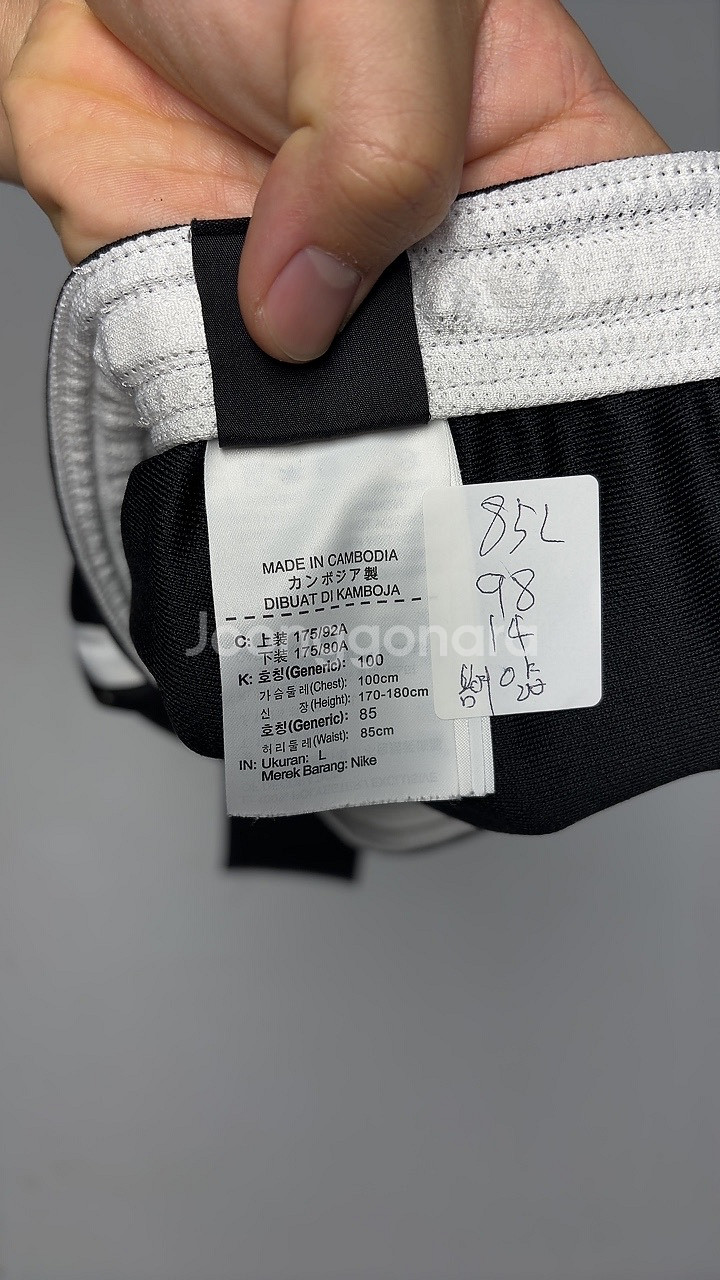 MADE IN CAMBODIA
カンボジア製
DIBUAT DI KAMBOJA
C: 上装 175/92A
下装 175/80A
K: 호칭(Generic): 100
가슴둘레(Chest): 100cm
신 장(Height): 170-180cm
호칭(Generic): 85
허리둘레(Waist): 85cm
IN: Ukuran: L
Merek Barang: Nike
85L
98
14
Joonggonara